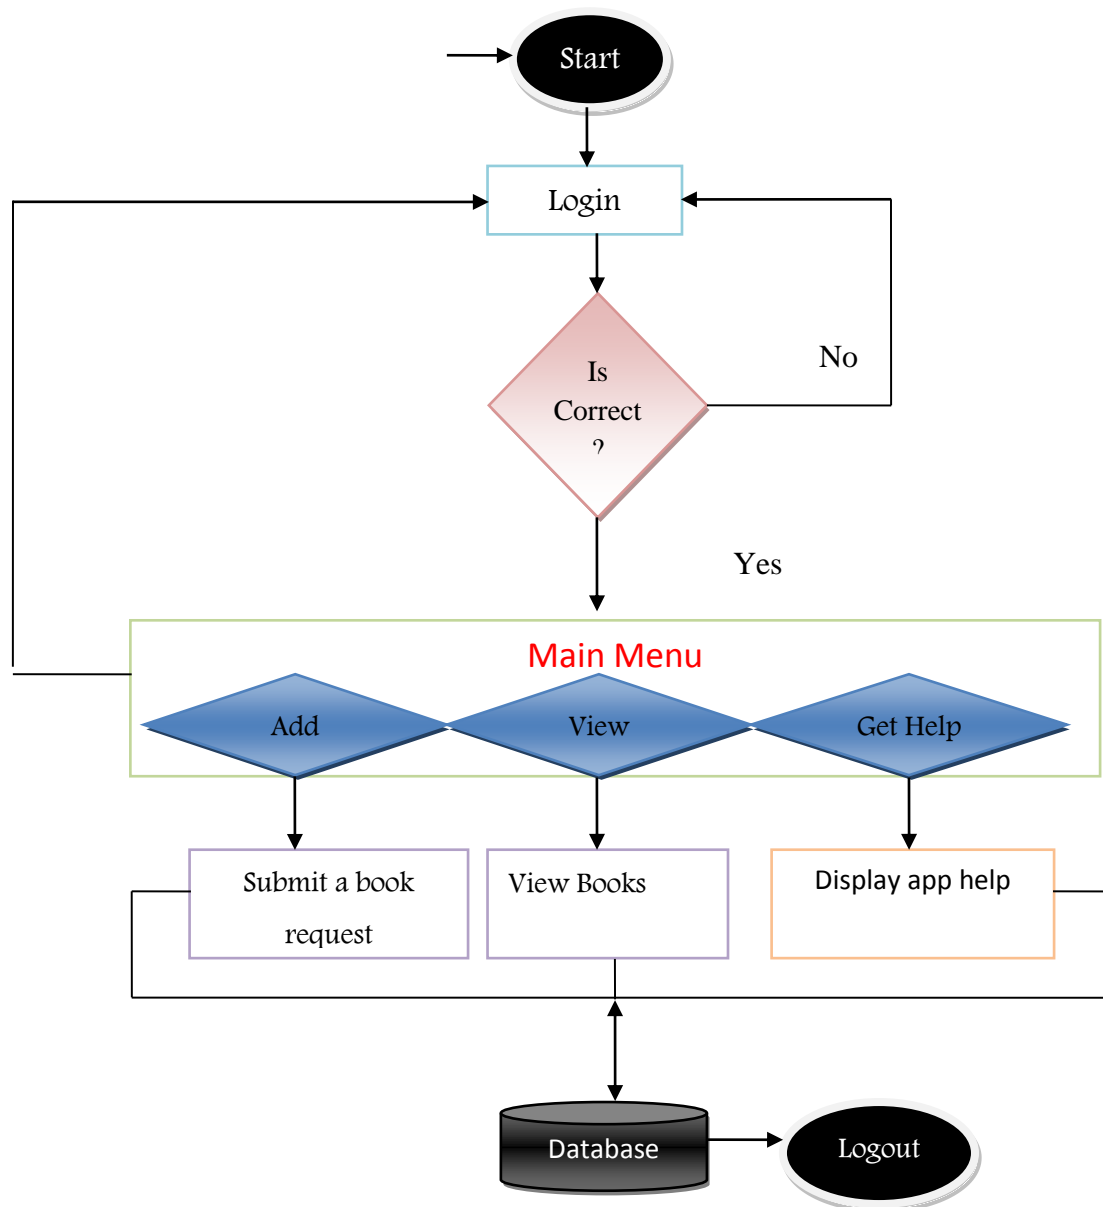 Start
Login
Is
Correct
?
No
Yes
Main Menu
Add
View
Get Help
Submit a book
request
View Books
Display app help
Database
Logout